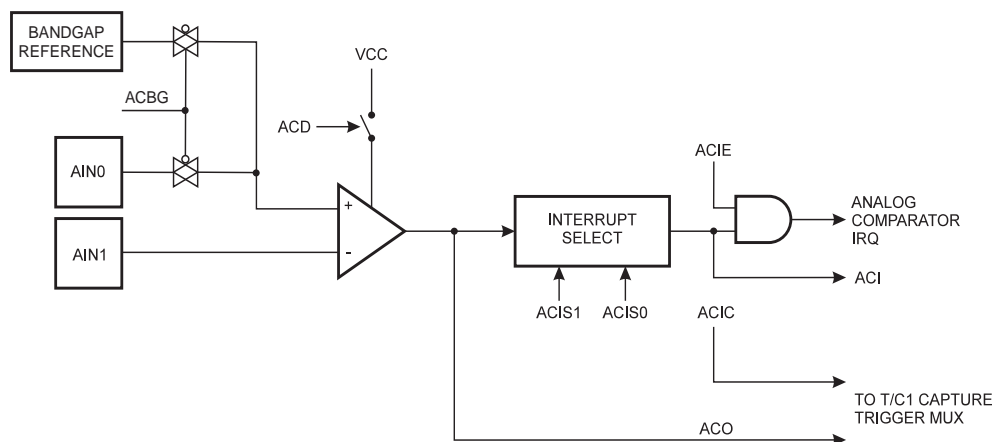 BANDGAP
REFERENCE
VCC
ACBG
ACD
ACIE
AIN0
+
INTERRUPT
SELECT
ANALOG
COMPARATOR
IRQ
AIN1
-
ACI
ACIS1
ACIS0
ACIC
TO T/C1 CAPTURE
TRIGGER MUX
ACO